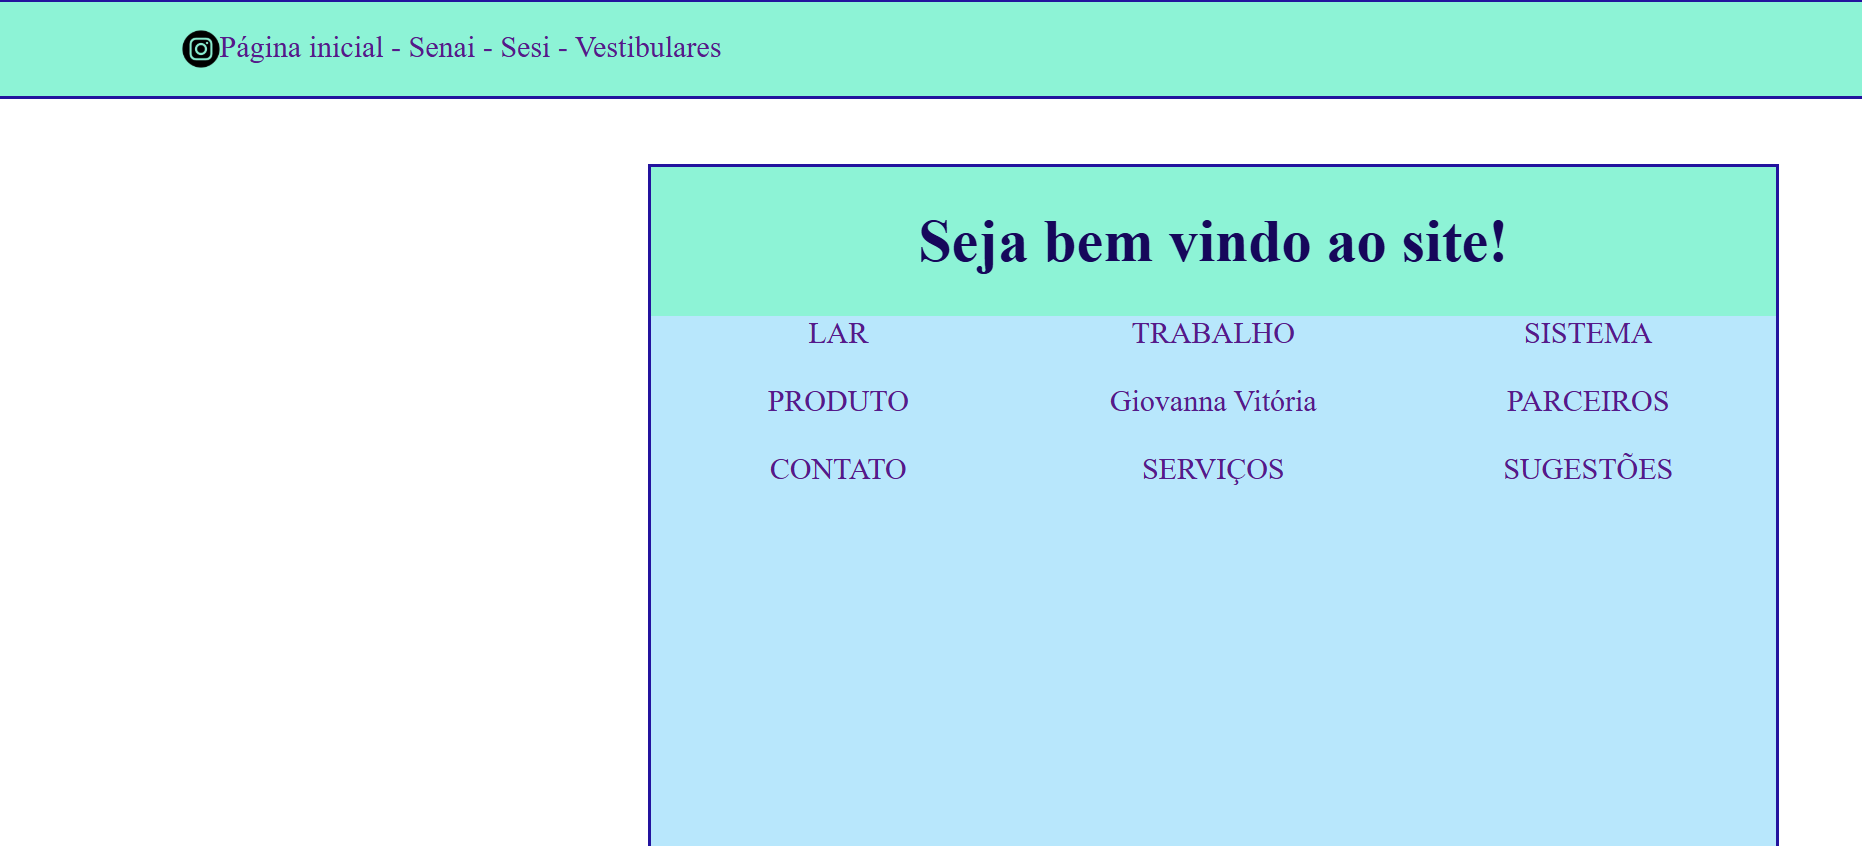 Página inicial - Senai - Sesi - Vestibulares
Seja bem vindo ao site!
LAR TRABALHO SISTEMA
PRODUTO Giovanna Vitória PARCEIROS
CONTATO SERVIÇOS SUGESTÕES